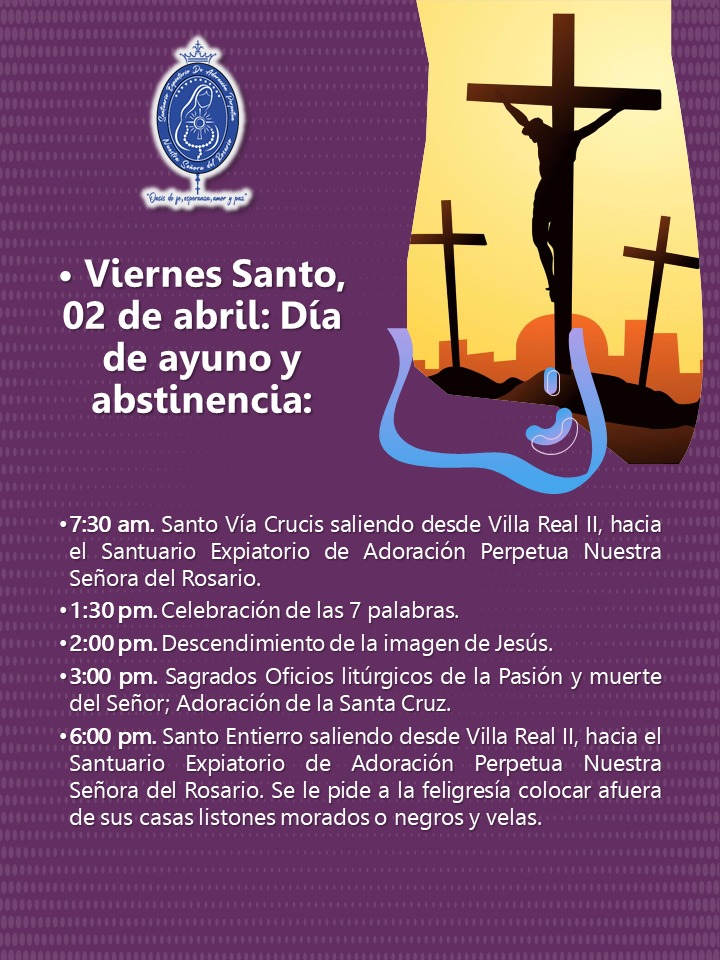 Santuario Expiatorio De Adoración Perpetua
Nuestra Señora del Rosario
"Oasis de fe, esperanza, amor y paz"
• Viernes Santo,
02 de abril: Día
de ayuno y
abstinencia:
•7:30 am. Santo Vía Crucis saliendo desde Villa Real II, hacia
el Santuario Expiatorio de Adoración Perpetua Nuestra
Señora del Rosario.
•1:30 pm. Celebración de las 7 palabras.
•2:00 pm. Descendimiento de la imagen de Jesús.
•3:00 pm. Sagrados Oficios litúrgicos de la Pasión y muerte
del Señor; Adoración de la Santa Cruz.
•6:00 pm. Santo Entierro saliendo desde Villa Real II, hacia el
Santuario Expiatorio de Adoración Perpetua Nuestra
Señora del Rosario. Se le pide a la feligresía colocar afuera
de sus casas listones morados o negros y velas.